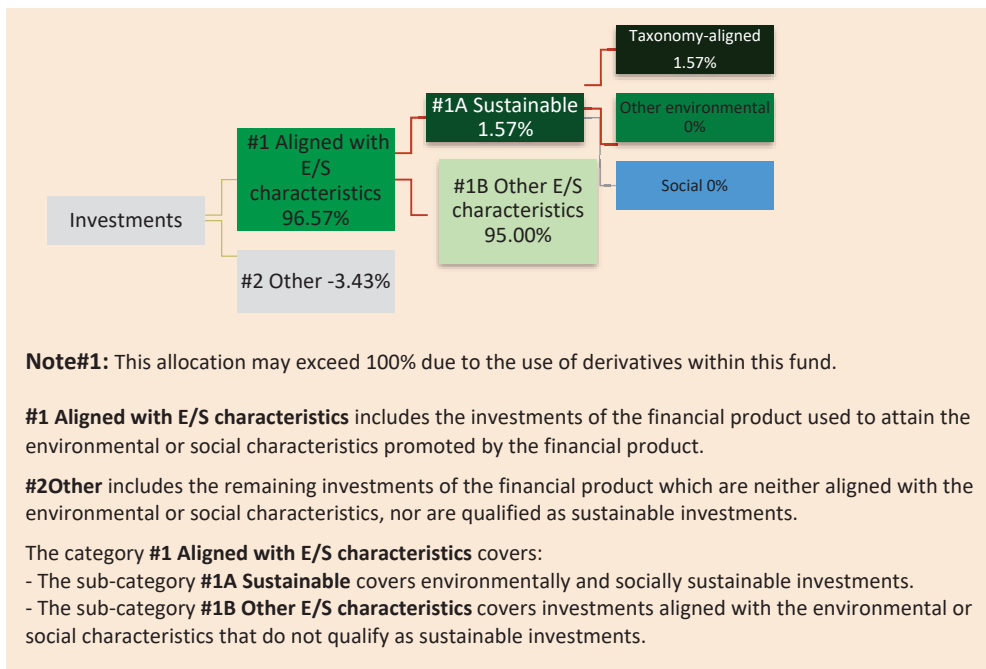 Taxonomy-aligned
1.57%
#1A Sustainable
1.57%
Other environmental
0%
#1 Aligned with
E/S
characteristics
96.57%
#1B Other E/S
characteristics
95.00%
Social 0%
Investments
#2 Other -3.43%
Note#1: This allocation may exceed 100% due to the use of derivatives within this fund.
#1 Aligned with E/S characteristics includes the investments of the financial product used to attain the
environmental or social characteristics promoted by the financial product.
#2Other includes the remaining investments of the financial product which are neither aligned with the
environmental or social characteristics, nor are qualified as sustainable investments.
The category #1 Aligned with E/S characteristics covers:
- The sub-category #1A Sustainable covers environmentally and socially sustainable investments.
- The sub-category #1B Other E/S characteristics covers investments aligned with the environmental or
social characteristics that do not qualify as sustainable investments.